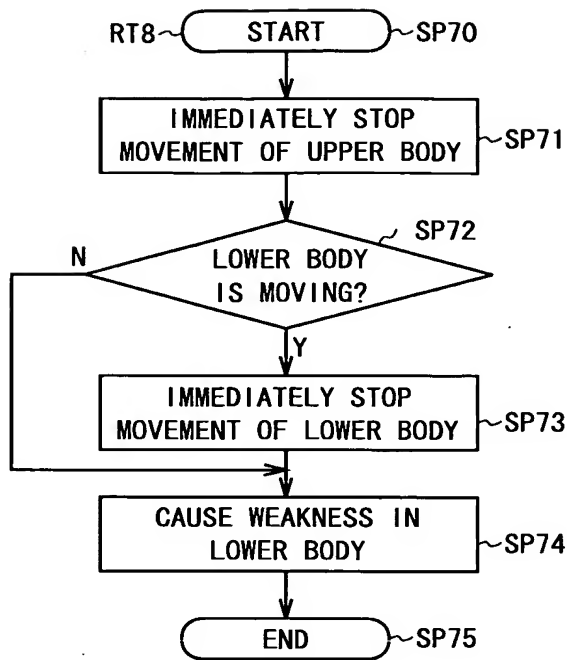 RT8 START SP70
IMMEDIATELY STOP
MOVEMENT OF UPPER BODY SP71
SP72
N LOWER BODY
IS MOVING?
Y
IMMEDIATELY STOP
MOVEMENT OF LOWER BODY SP73
CAUSE WEAKNESS IN
LOWER BODY SP74
END SP75